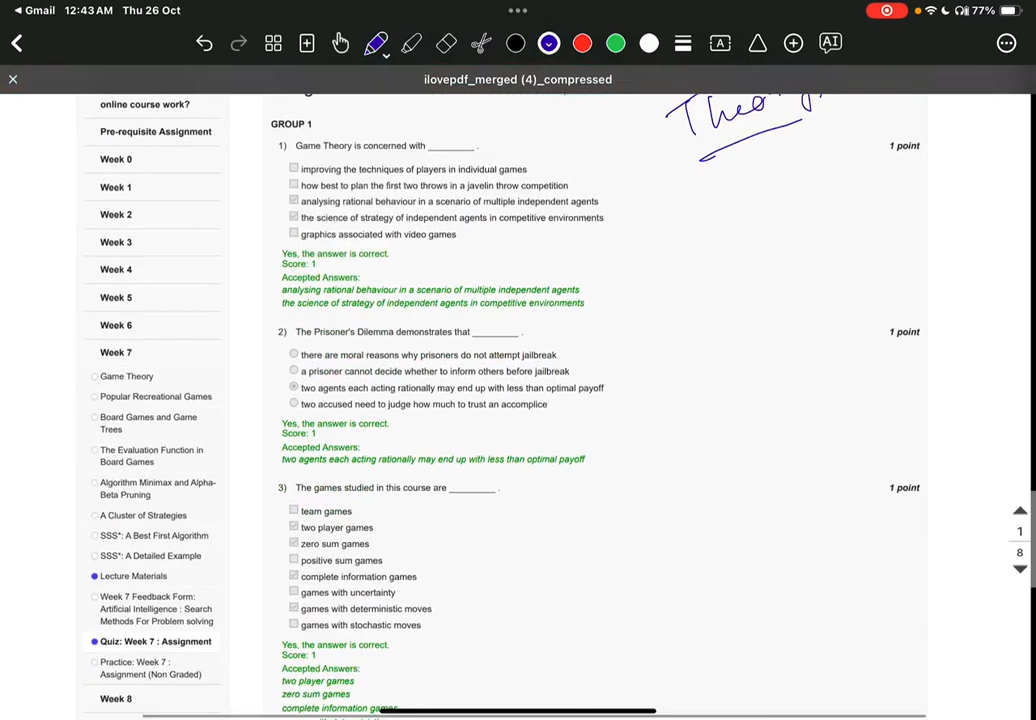 Gmail 12:43 AM Thu 26 Oct
77%
A
AI
ilovepdf_merged (4)_compressed
online course work?
Pre-requisite Assignment
Week 0
Week 1
Week 2
Week 3
Week 4
Week 5
Week 6
Week 7
Game Theory
Popular Recreational Games
Board Games and Game
Trees
The Evaluation Function in
Board Games
Algorithm Minimax and Alpha-
Beta Pruning
A Cluster of Strategies
SSS*: A Best First Algorithm
SSS*: A Detailed Example
Lecture Materials
Week 7 Feedback Form:
Artificial Intelligence : Search
Methods For Problem solving
Quiz: Week 7 : Assignment
Practice: Week 7 :
Assignment (Non Graded)
Week 8
GROUP 1
1) Game Theory is concerned with ________ .
1 point
improving the techniques of players in individual games
how best to plan the first two throws in a javelin throw competition
analysing rational behaviour in a scenario of multiple independent agents
the science of strategy of independent agents in competitive environments
graphics associated with video games
Yes, the answer is correct.
Score: 1
Accepted Answers:
analysing rational behaviour in a scenario of multiple independent agents
the science of strategy of independent agents in competitive environments
2) The Prisoner's Dilemma demonstrates that ________ .
1 point
there are moral reasons why prisoners do not attempt jailbreak
a prisoner cannot decide whether to inform others before jailbreak
two agents each acting rationally may end up with less than optimal payoff
two accused need to judge how much to trust an accomplice
Yes, the answer is correct.
Score: 1
Accepted Answers:
two agents each acting rationally may end up with less than optimal payoff
3) The games studied in this course are ________ .
1 point
team games
two player games
zero sum games
positive sum games
complete information games
games with uncertainty
games with deterministic moves
games with stochastic moves
Yes, the answer is correct.
Score: 1
Accepted Answers:
two player games
zero sum games
complete information games
1
8